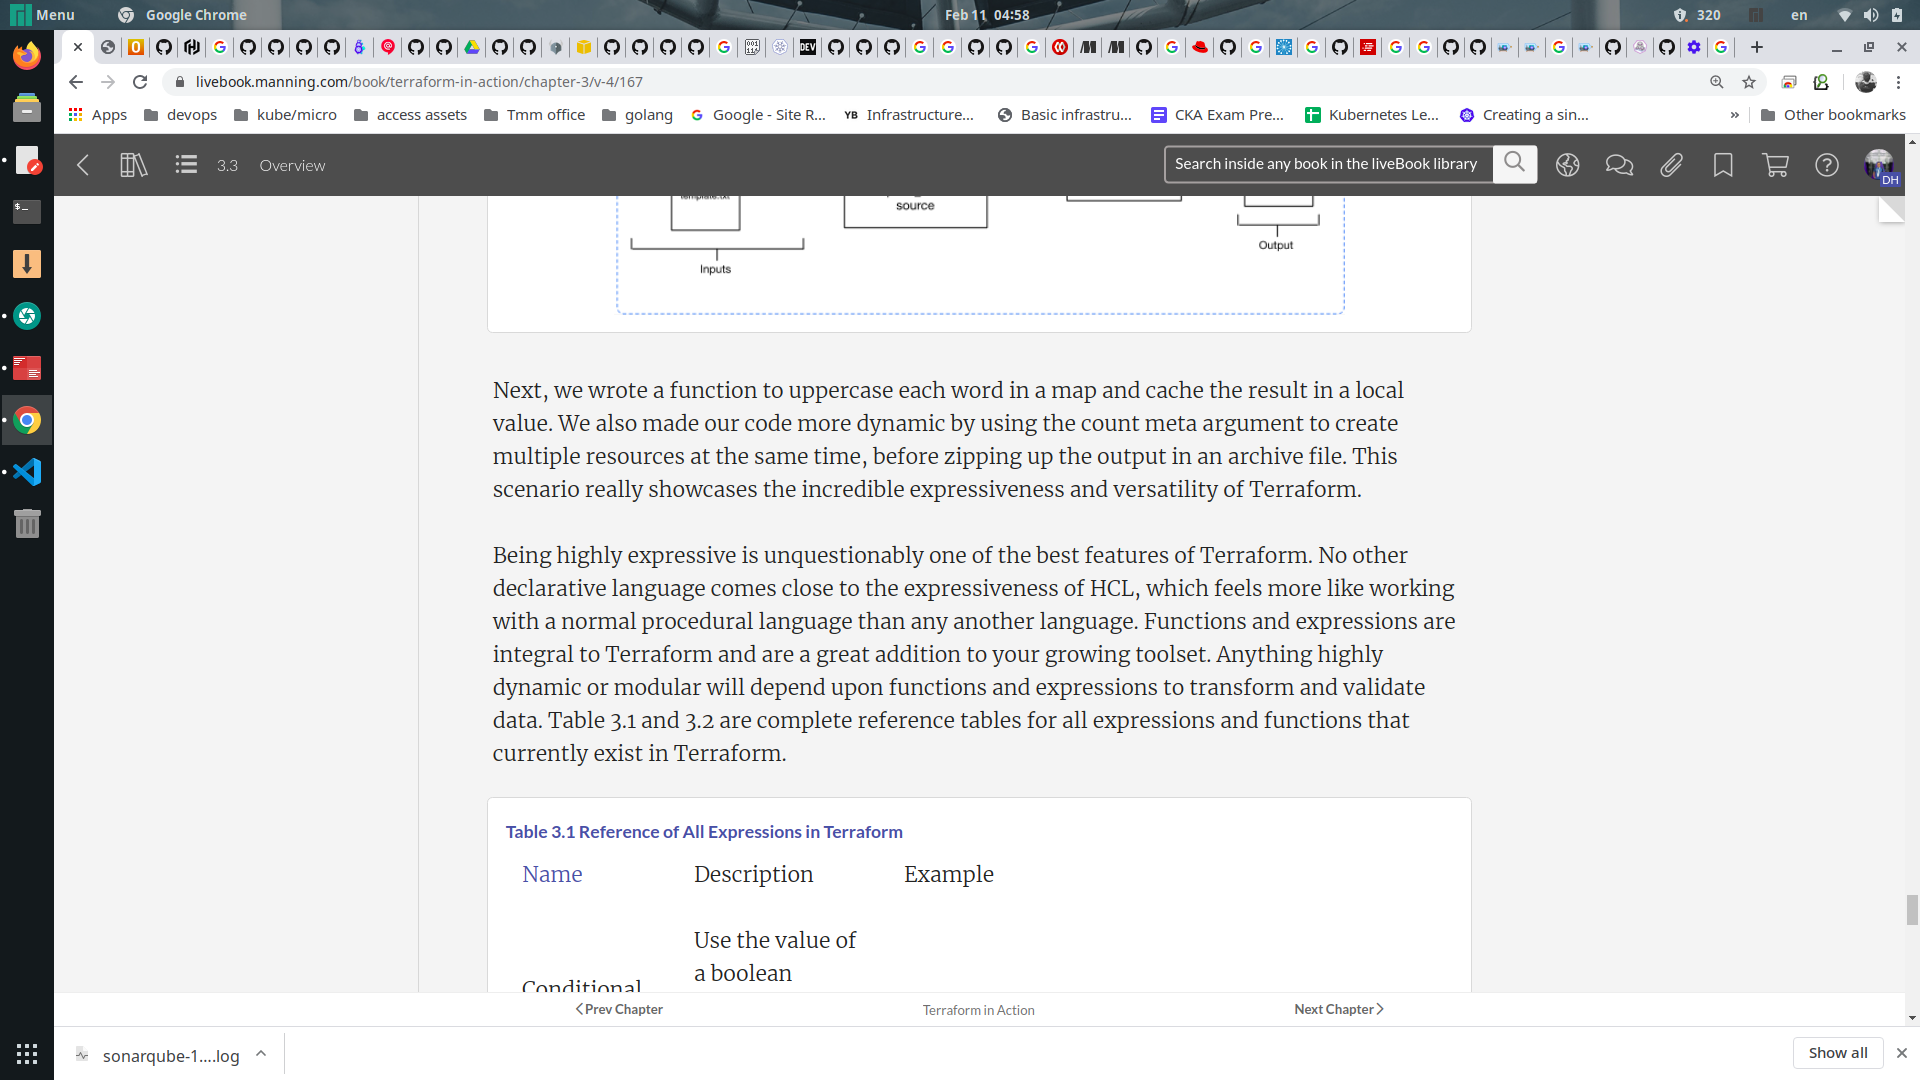 Menu
Google Chrome
Feb 11 04:58
320
en
livebook.manning.com/book/terraform-in-action/chapter-3/v-4/167
Apps
devops
kube/micro
access assets
Tmm office
golang
Google - Site R...
YB Infrastructure...
Basic infrastru...
CKA Exam Pre...
Kubernetes Le...
Creating a sin...
»
Other bookmarks
3.3
Overview
Search inside any book in the liveBook library
DH
template.txt
source
Output
Inputs
Next, we wrote a function to uppercase each word in a map and cache the result in a local
value. We also made our code more dynamic by using the count meta argument to create
multiple resources at the same time, before zipping up the output in an archive file. This
scenario really showcases the incredible expressiveness and versatility of Terraform.
Being highly expressive is unquestionably one of the best features of Terraform. No other
declarative language comes close to the expressiveness of HCL, which feels more like working
with a normal procedural language than any another language. Functions and expressions are
integral to Terraform and are a great addition to your growing toolset. Anything highly
dynamic or modular will depend upon functions and expressions to transform and validate
data. Table 3.1 and 3.2 are complete reference tables for all expressions and functions that
currently exist in Terraform.
Table 3.1 Reference of All Expressions in Terraform
Name
Description
Example
Use the value of
a boolean
Conditional
Prev Chapter
Terraform in Action
Next Chapter
sonarqube-1....log
Show all